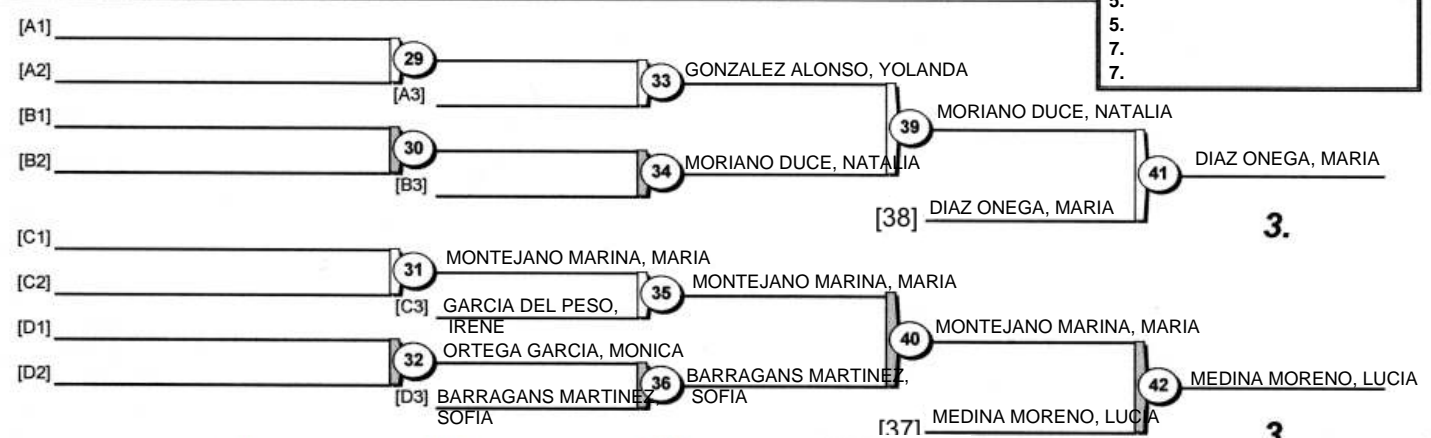 5.
5.
7.
7.
[A1]
29
[A2]
[A3]
33
GONZALEZ ALONSO, YOLANDA
[B1]
39
MORIANO DUCE, NATALIA
30
[B2]
[B3]
34
MORIANO DUCE, NATALIA
41
DIAZ ONEGA, MARIA
[38]
DIAZ ONEGA, MARIA
3.
[C1]
31
MONTEJANO MARINA, MARIA
[C2]
[C3]
GARCIA DEL PESO,
IRENE
35
MONTEJANO MARINA, MARIA
[D1]
40
MONTEJANO MARINA, MARIA
32
ORTEGA GARCIA, MONICA
[D2]
[D3]
BARRAGANS MARTINEZ,
SOFIA
36
BARRAGANS MARTINEZ,
SOFIA
42
MEDINA MORENO, LUCIA
[37]
MEDINA MORENO, LUCIA
3